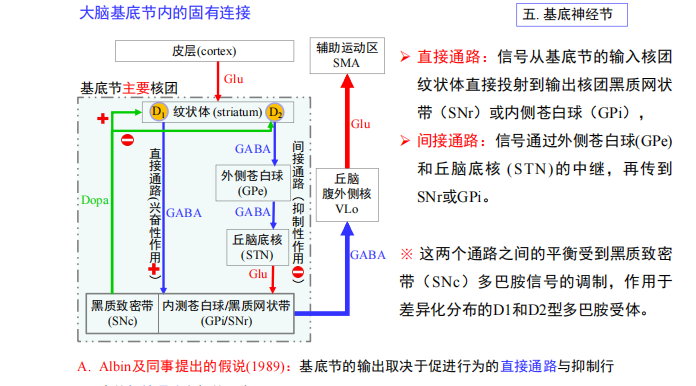 大脑基底节内的固有连接
五. 基底神经节
皮层(cortex)
辅助运动区
SMA
Glu
基底节主要核团
D1
纹状体 (striatum)
D2
Glu
GABA
直接通路(兴奋性作用)
间接通路(抑制性作用)
外侧苍白球
(GPe)
丘脑
腹外侧核
VLo
Dopa
GABA
GABA
丘脑底核
(STN)
Glu
GABA
黑质致密带
(SNc)
内测苍白球/黑质网状带
(GPi/SNr)
➢ 直接通路：信号从基底节的输入核团
纹状体直接投射到输出核团黑质网状
带（SNr）或内侧苍白球（GPi），
➢ 间接通路：信号通过外侧苍白球(GPe)
和丘脑底核 (STN)的中继，再传到
SNr或GPi。
※ 这两个通路之间的平衡受到黑质致密
带（SNc）多巴胺信号的调制，作用于
差异化分布的D1和D2型多巴胺受体。
A. Albin及同事提出的假说(1989)：基底节的输出取决于促进行为的直接通路与抑制行